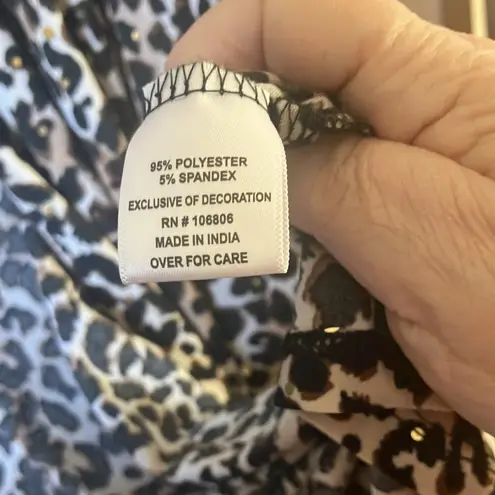 95% POLYESTER
5% SPANDEX
EXCLUSIVE OF DECORATION
RN # 106806
MADE IN INDIA
OVER FOR CARE